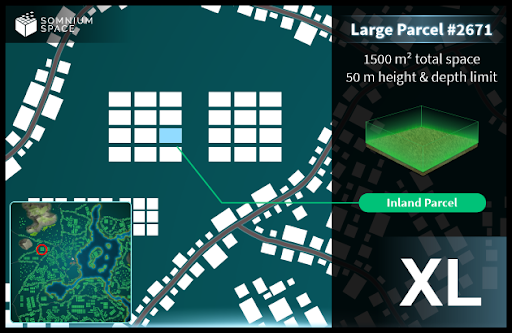 SOMNIUM
SPACE
Large Parcel #2671
1500 m² total space
50 m height & depth limit
Inland Parcel
XL